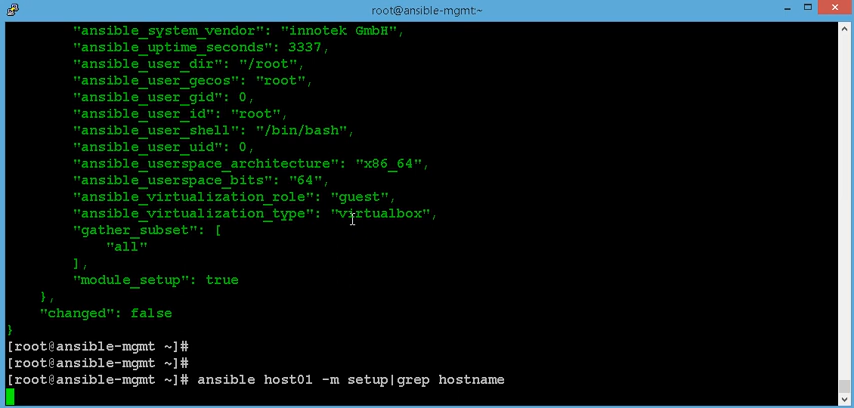 root@ansible-mgmt:~
"ansible_system_vendor": "innotek GmbH",
"ansible_uptime_seconds": 3337,
"ansible_user_dir": "/root",
"ansible_user_gecos": "root",
"ansible_user_gid": 0,
"ansible_user_id": "root",
"ansible_user_shell": "/bin/bash",
"ansible_user_uid": 0,
"ansible_userspace_architecture": "x86_64",
"ansible_userspace_bits": "64",
"ansible_virtualization_role": "guest",
"ansible_virtualization_type": "virtualbox",
"gather_subset": [
"all"
],
"module_setup": true
},
"changed": false
}
[root@ansible-mgmt ~]#
[root@ansible-mgmt ~]#
[root@ansible-mgmt ~]# ansible host01 -m setup|grep hostname